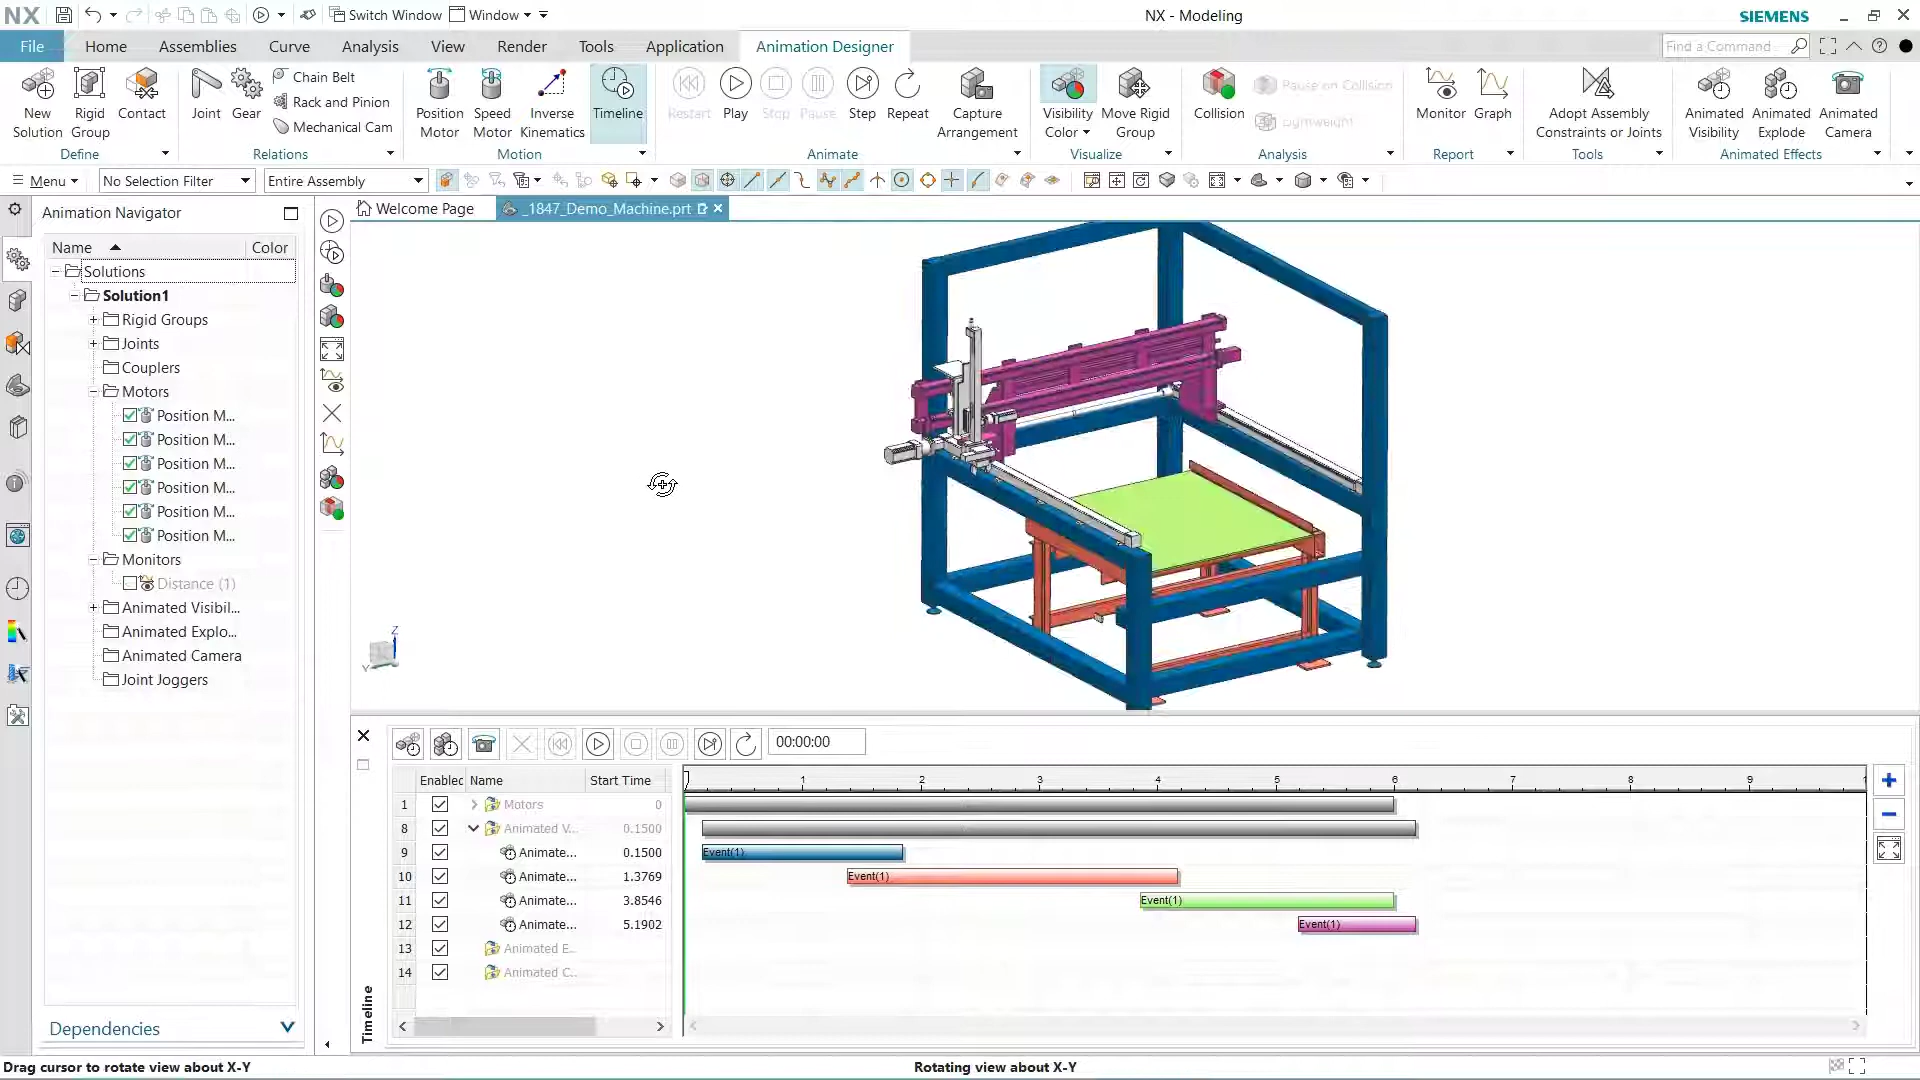 NX
Switch Window
Window
NX - Modeling
SIEMENS
File
Home
Assemblies
Curve
Analysis
View
Render
Tools
Application
Animation Designer
Find a Command
New Solution
Rigid Group
Contact
Joint
Gear
Chain Belt
Rack and Pinion
Mechanical Cam
Position Motor
Speed Motor
Inverse Kinematics
Timeline
Restart
Play
Stop
Pause
Step
Repeat
Capture Arrangement
Visibility Color
Move Rigid Group
Collision
Pause on Collision
Lightweight
Monitor
Graph
Adopt Assembly Constraints or Joints
Animated Visibility
Animated Explode
Animated Camera
Define
Relations
Motion
Animate
Visualize
Analysis
Report
Tools
Animated Effects
Menu
No Selection Filter
Entire Assembly
Animation Navigator
Welcome Page
_1847_Demo_Machine.prt
Name
Color
Solutions
Solution1
Rigid Groups
Joints
Couplers
Motors
Position M...
Position M...
Position M...
Position M...
Position M...
Position M...
Monitors
Distance (1)
Animated Visibil...
Animated Explo...
Animated Camera
Joint Joggers
Dependencies
Z
Y
00:00:00
Enabled Name Start Time
1 2 3 4 5 6 7 8 9 1
1 Motors 0
8 Animated V... 0.1500
9 Animate... 0.1500 Event(1)
10 Animate... 1.3769 Event(1)
11 Animate... 3.8546 Event(1)
12 Animate... 5.1902 Event(1)
13 Animated E..
14 Animated C..
Timeline
Drag cursor to rotate view about X-Y
Rotating view about X-Y